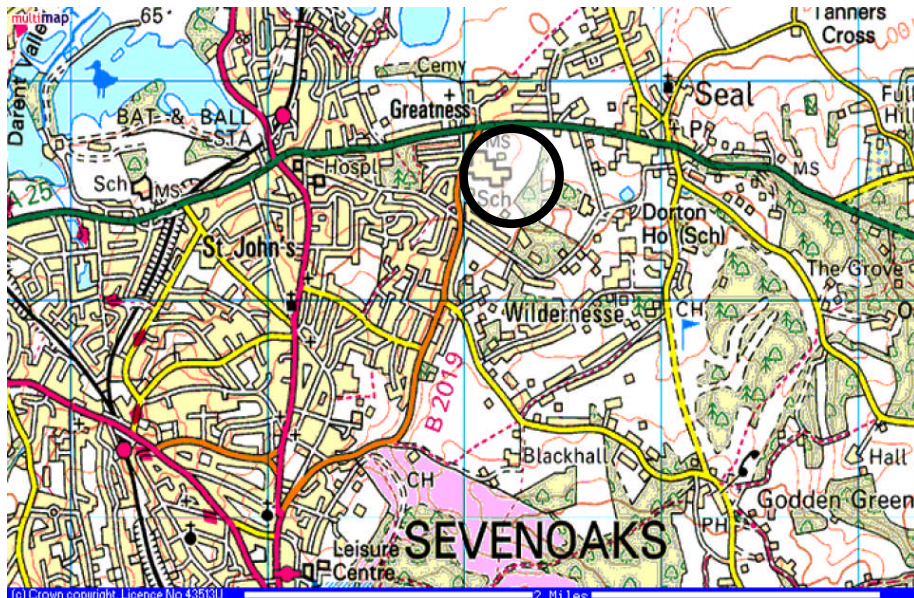 multimap
65
Tanners
Cross
Darent Valley
Cemy
Greatness
Seal
BAT & BALL
STA
MS
LP
Hospl
Sch
MS
MS
A 25
Sch
Dorton
Ho (Sch)
St. John's
The Grove
Wildernesse
CH
B 2019
Blackhall
Hall
CH
Godden Green
SEVENOAKS
PH
Leisure
Centre
(c) Crown copyright, Licence No 43513U
2 Miles